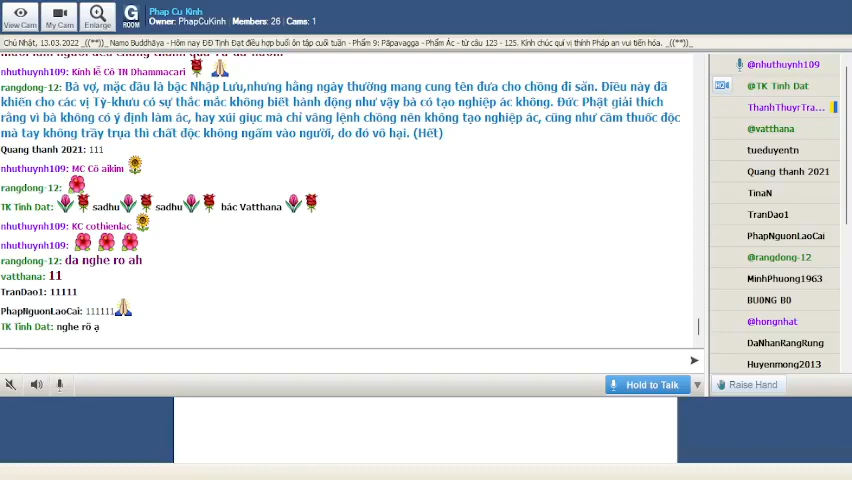 Phap Cu Kinh
Owner: PhapCuKinh Members: 26 | Cams: 1
View Cam
My Cam
Enlarge
G
ROOM
Chủ Nhật, 13.03.2022 _((**)_ Namo Buddhāya - Hôm nay ĐĐ Tịnh Đạt điều hợp buổi ôn tập cuối tuần - Phẩm 9: Pāpavagga - Phẩm Ác - từ câu 123 - 125. Kính chúc quí vị thính Pháp an vui tiến hóa. _((**)_
nhuthuynh109: Kính lễ Cô TN Dhammacari
rangdong-12: Bà vợ, mặc dầu là bậc Nhập Lưu,nhưng hằng ngày thường mang cung tên đưa cho chồng đi săn. Điều này đã
khiến cho các vị Tỳ-khưu có sự thắc mắc không biết hành động như vậy bà có tạo nghiệp ác không. Đức Phật giải thích
rằng vì bà không có ý định làm ác, hay xúi giục mà chỉ vâng lệnh chồng nên không tạo nghiệp ác, cũng như cầm thuốc độc
mà tay không trầy trụa thì chất độc không ngấm vào người, do đó vô hại. (Hết)
Quang thanh 2021: 111
nhuthuynh109: MC Cô aikim
rangdong-12:
TK Tinh Dat: sadhu sadhu bác Vatthana
nhuthuynh109: KC cothienlac
nhuthuynh109:
rangdong-12: da nghe ro ah
vatthana: 11
TranDao1: 11111
PhapNguonLaoCai: 111111
TK Tinh Dat: nghe rõ ạ
Hold to Talk
@nhuthuynh109
HD
@TK Tinh Dat
ThanhThuyrTra...
@vatthana
tueduyentn
Quang thanh 2021
TinaN
TranDao1
PhapNguonLaoCai
@rangdong-12
MinhPhuong1963
BU0NG B0
@hongnhat
DaNhanRangRung
Huyenmong2013
Raise Hand